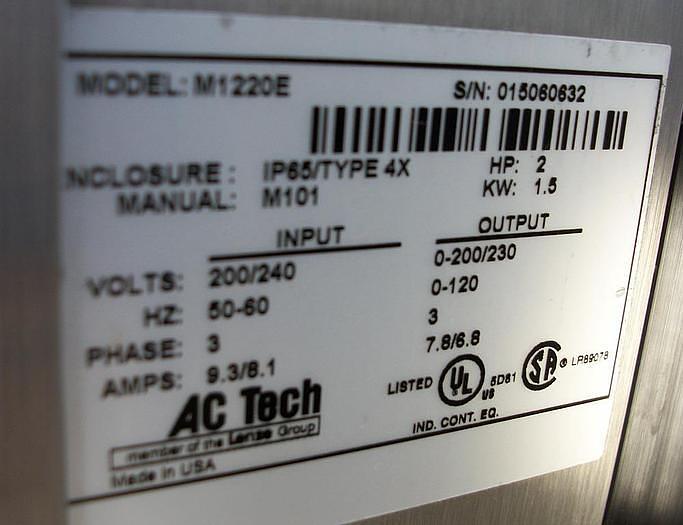 MODEL: M1220E
S/N: 015060632
NCLOSURE: IP65/TYPE 4X
HP: 2
MANUAL: M101
KW: 1.5
INPUT
OUTPUT
VOLTS: 200/240
0-200/230
HZ: 50-60
0-120
PHASE: 3
3
AMPS: 9.3/8.1
7.8/6.8
AC Tech
member of the Lenze Group
Made in USA
LISTED
UL
US
5D81
SA
®
LR89078
IND. CONT. EQ.